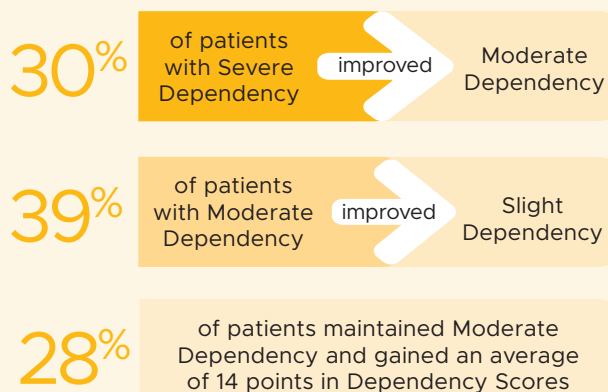 30%
of patients
with Severe
Dependency
improved
Moderate
Dependency
39%
of patients
with Moderate
Dependency
improved
Slight
Dependency
28%
of patients maintained Moderate
Dependency and gained an average
of 14 points in Dependency Scores